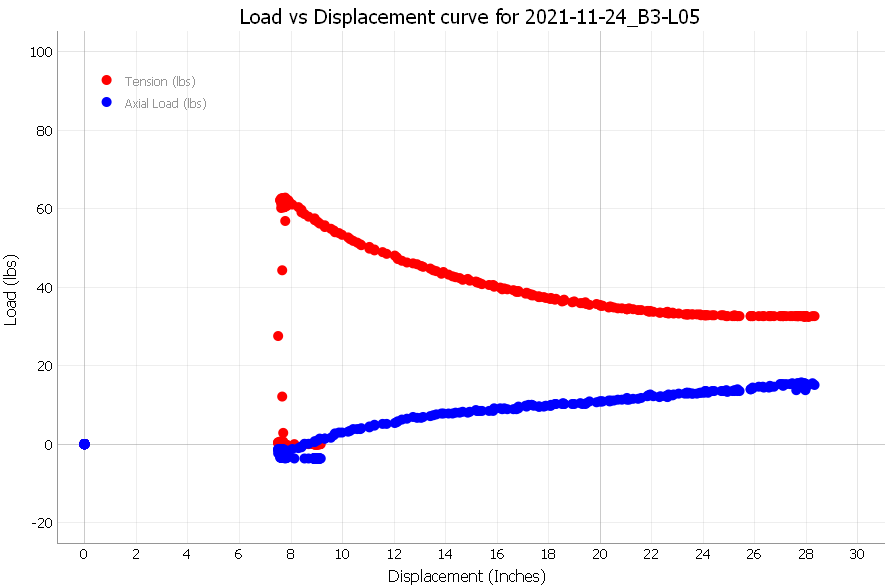 Load vs Displacement curve for 2021-11-24_B3-L05
100
Tension (lbs)
Axial Load (lbs)
80
60
40
20
0
-20
Load (lbs)
0 2 4 6 8 10 12 14 16 18 20 22 24 26 28 30
Displacement (Inches)